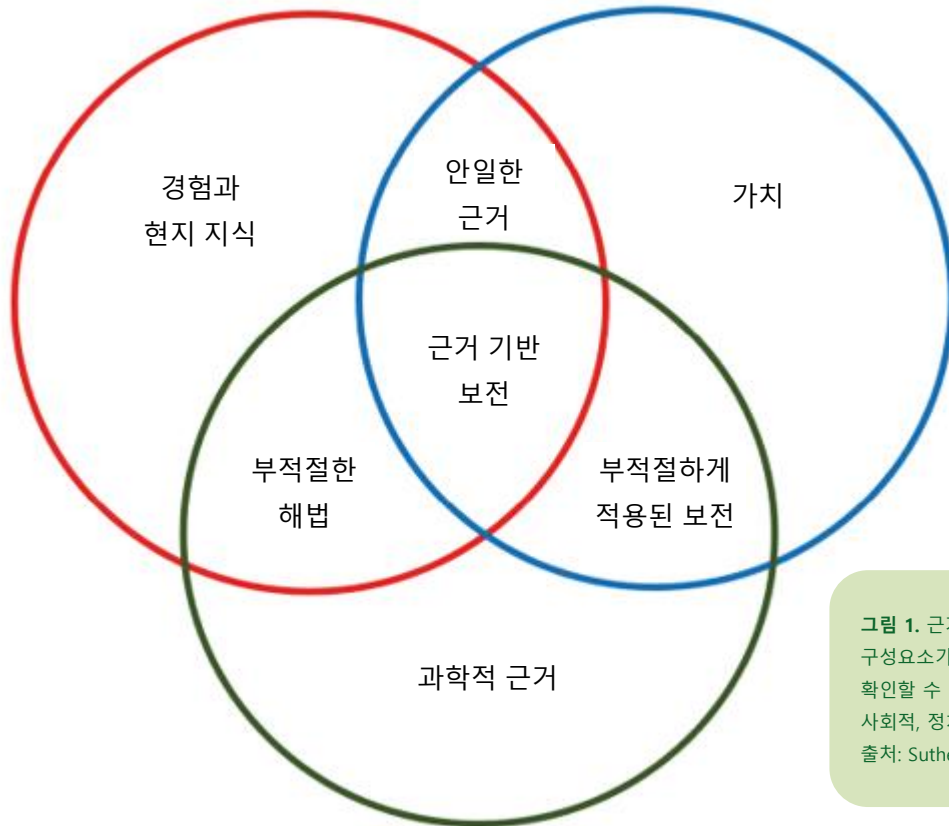 경험과
현지 지식
안일한
근거
가치
근거 기반
보전
부적절한
해법
부적절하게
적용된 보전
과학적 근거
그림 1.
구성요소가
확인할 수
사회적,
출처: